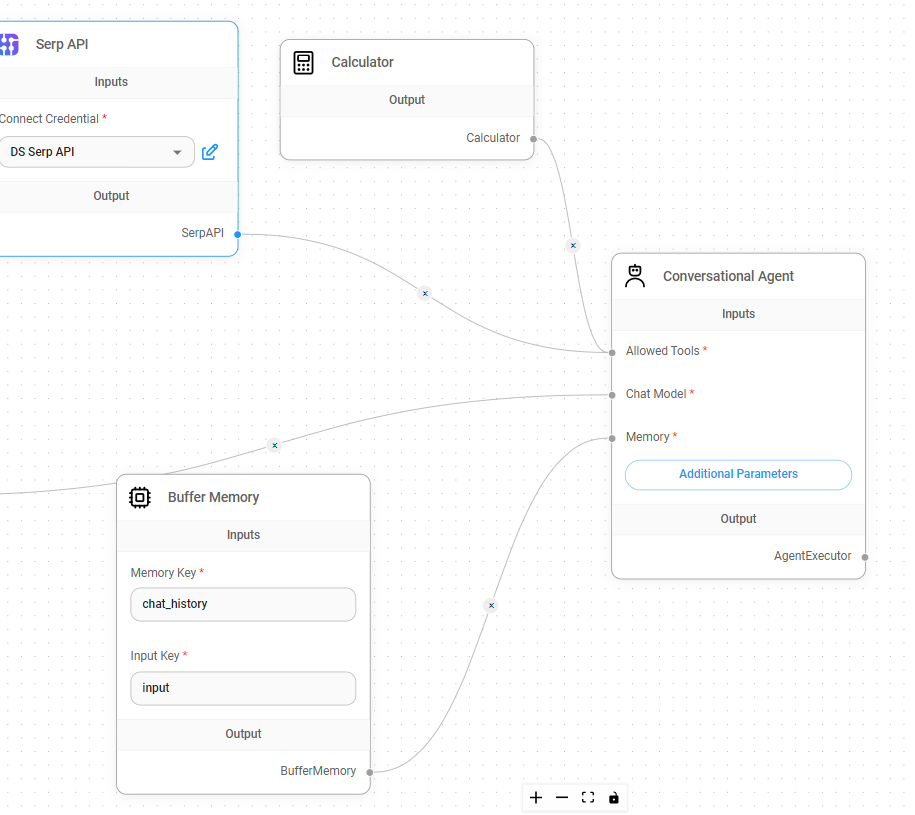 Serp API
Inputs
Connect Credential *
DS Serp API
Output
SerpAPI
Calculator
Output
Calculator
Conversational Agent
Inputs
Allowed Tools *
Chat Model *
Memory *
Additional Parameters
Output
AgentExecutor
Buffer Memory
Inputs
Memory Key *
chat_history
Input Key *
input
Output
BufferMemory